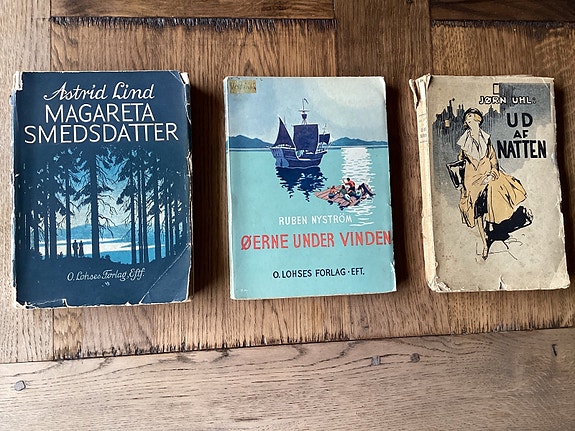 Astrid Lind
MAGARETA
SMEDSDATTER
O. Lohses Forlag Eftf.
RUBEN NYSTRÖM
ØERNE UNDER VINDEN
O. LOHSES FORLAG · EFT.
JØRN UHL:
UD
AF
NATTEN